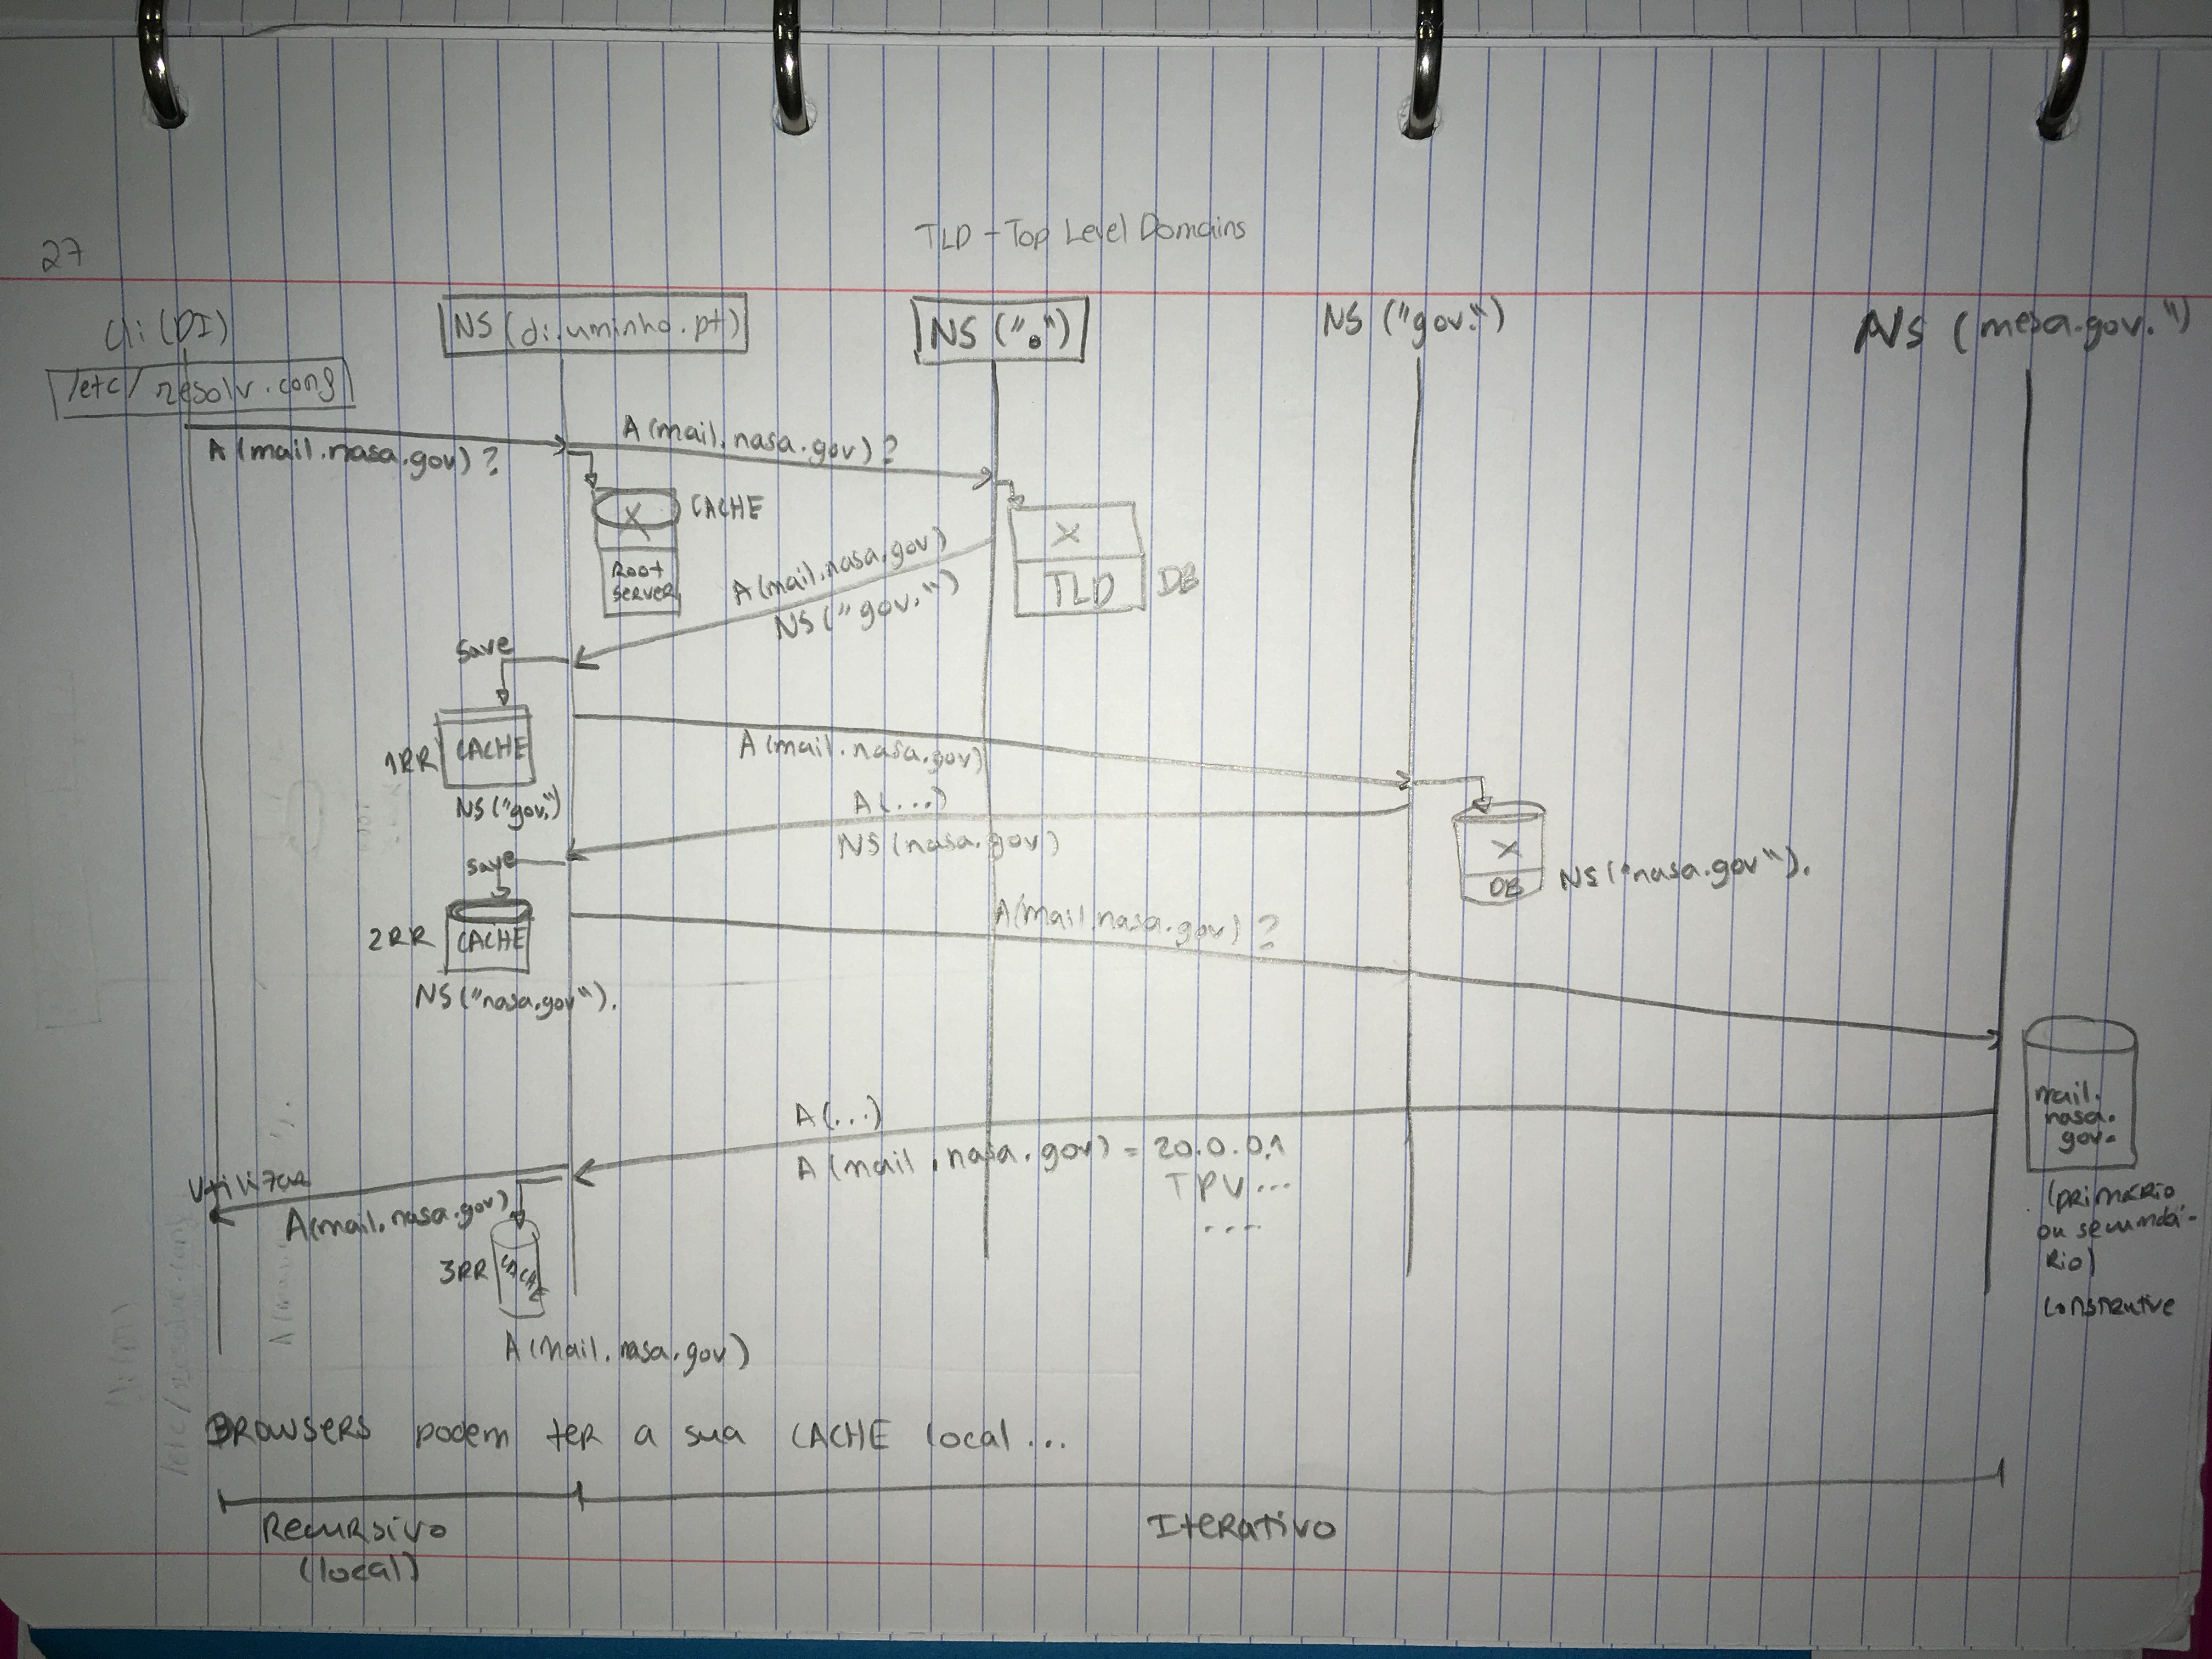 27
TLD - Top Level Domains
Cli (DI)
/etc/resolv.conf
NS (di.uminho.pt)
NS (".")
NS ("gov.")
NS (nasa.gov.")
A (mail.nasa.gov) ?
A (mail.nasa.gov) ?
X
CACHE
Root
Server
X
TLD
DB
A (mail.nasa.gov)
NS ("gov.")
Save
1RR
CACHE
NS ("gov.")
A (mail.nasa.gov)
A (...)
NS (nasa.gov)
X
DB
NS ("nasa.gov").
save
2RR
CACHE
NS ("nasa.gov").
A (mail.nasa.gov) ?
mail.
nasa.
gov.
(primário
ou secundá-
rio)
A (...)
A (mail.nasa.gov) = 20.0.0.1
TPV ...
....
Utilizar
A (mail.nasa.gov)
3RR
CACHE
A (mail.nasa.gov)
Browsers podem ter a sua CACHE local ...
Recursivo
(local)
Iterativo